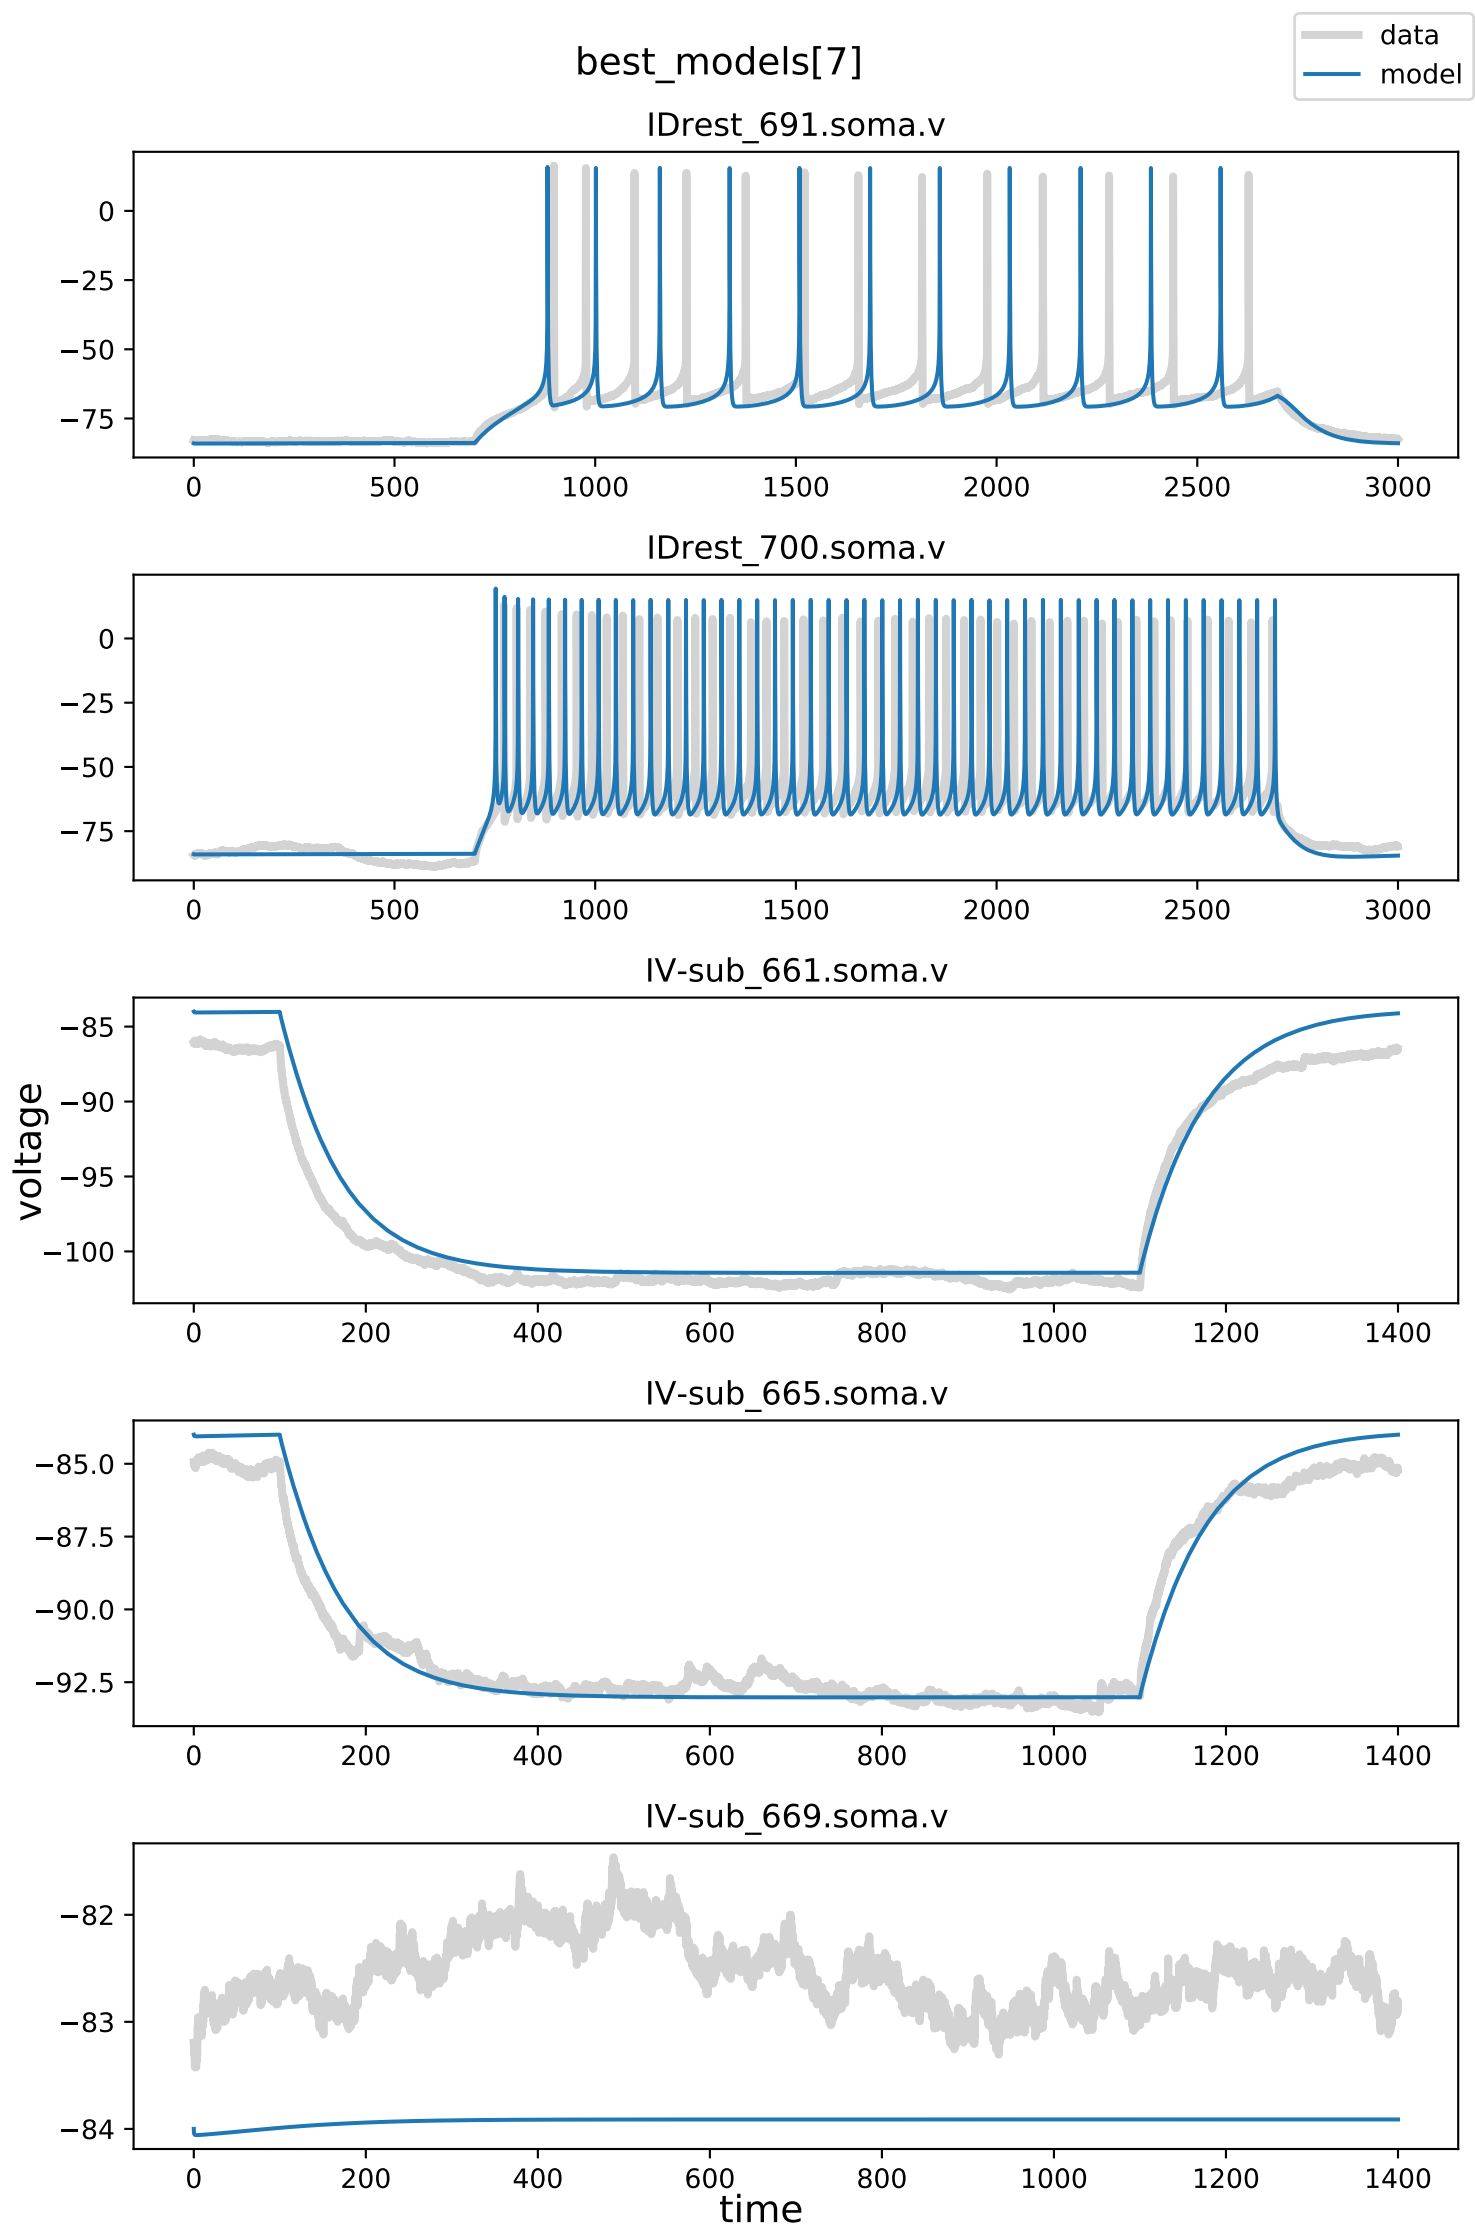 data
model
best_models[7]
IDrest_691.soma.v
0
−25
−50
−75
0 500 1000 1500 2000 2500 3000
IDrest_700.soma.v
0
−25
−50
−75
0 500 1000 1500 2000 2500 3000
IV-sub_661.soma.v
−85
−90
−95
−100
0 200 400 600 800 1000 1200 1400
voltage
IV-sub_665.soma.v
−85.0
−87.5
−90.0
−92.5
0 200 400 600 800 1000 1200 1400
IV-sub_669.soma.v
−82
−83
−84
0 200 400 600 800 1000 1200 1400
time